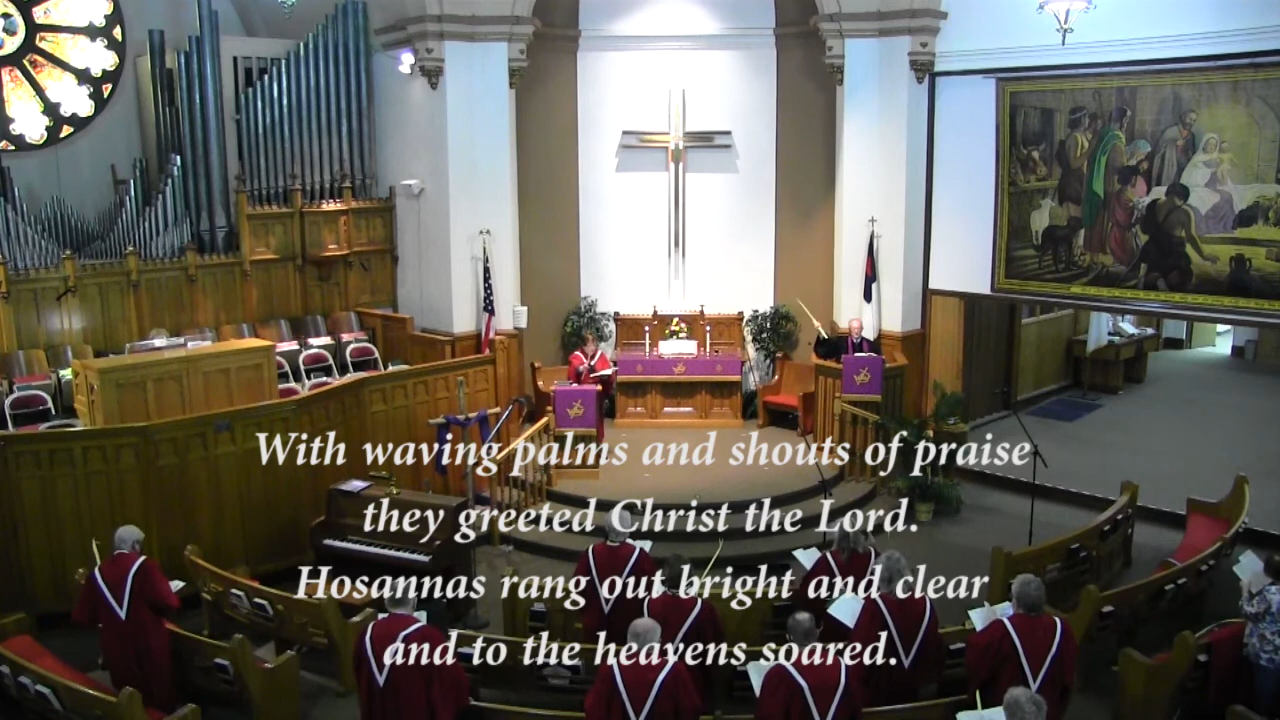 With waving palms and shouts of praise
they greeted Christ the Lord.
Hosannas rang out bright and clear
and to the heavens soared.